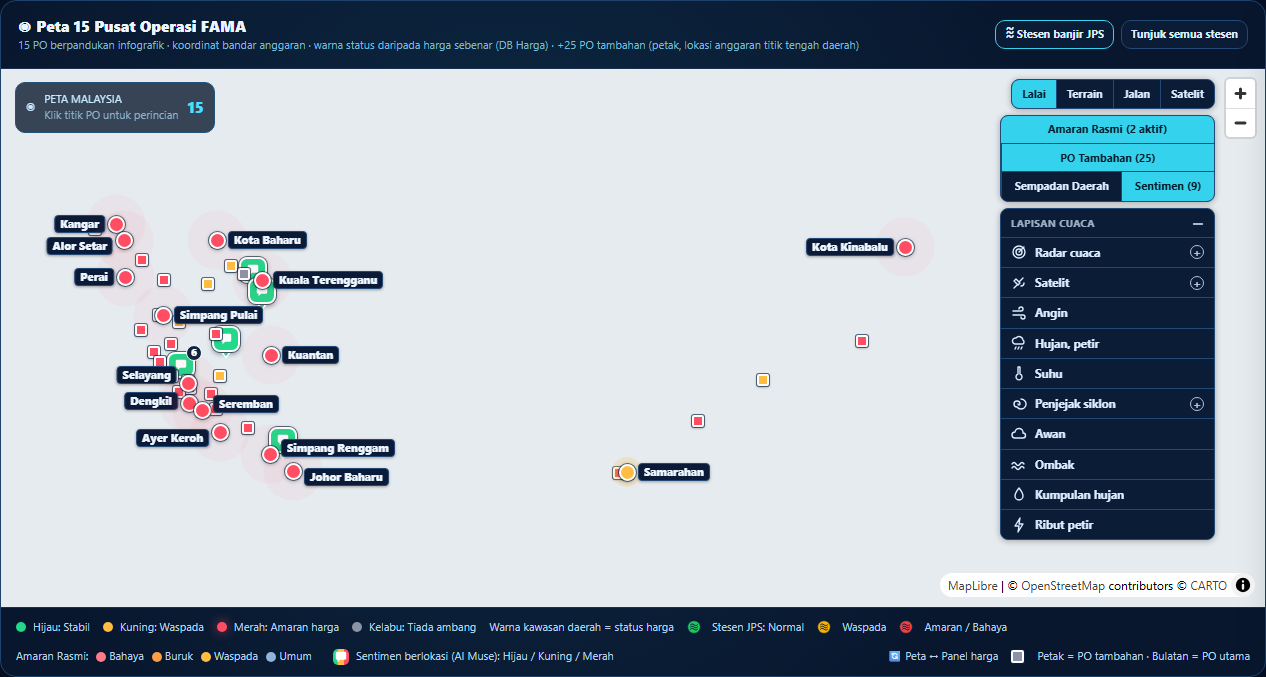 Peta 15 Pusat Operasi FAMA
15 PO berpandukan infografik · koordinat bandar anggaran · warna status daripada harga sebenar (DB Harga) · +25 PO tambahan (petak, lokasi anggaran titik tengah daerah)
Stesen banjir JPS
Tunjuk semua stesen
PETA MALAYSIA
Klik titik PO untuk perincian
15
Lalai
Terrain
Jalan
Satelit
+
−
Amaran Rasmi (2 aktif)
PO Tambahan (25)
Sempadan Daerah
Sentimen (9)
LAPISAN CUACA
Radar cuaca
Satelit
Angin
Hujan, petir
Suhu
Penjejak siklon
Awan
Ombak
Kumpulan hujan
Ribut petir
Kangar
Alor Setar
Kota Baharu
Kota Kinabalu
Perai
Kuala Terengganu
Simpang Pulai
6
Kuantan
Selayang
Dengkil
Seremban
Ayer Keroh
Simpang Renggam
Johor Baharu
Samarahan
MapLibre | © OpenStreetMap contributors © CARTO
Hijau: Stabil
Kuning: Waspada
Merah: Amaran harga
Kelabu: Tiada ambang
Warna kawasan daerah = status harga
Stesen JPS: Normal
Waspada
Amaran / Bahaya
Amaran Rasmi:
Bahaya
Buruk
Waspada
Umum
Sentimen berlokasi (AI Muse): Hijau / Kuning / Merah
Peta ↔ Panel harga
Petak = PO tambahan · Bulatan = PO utama